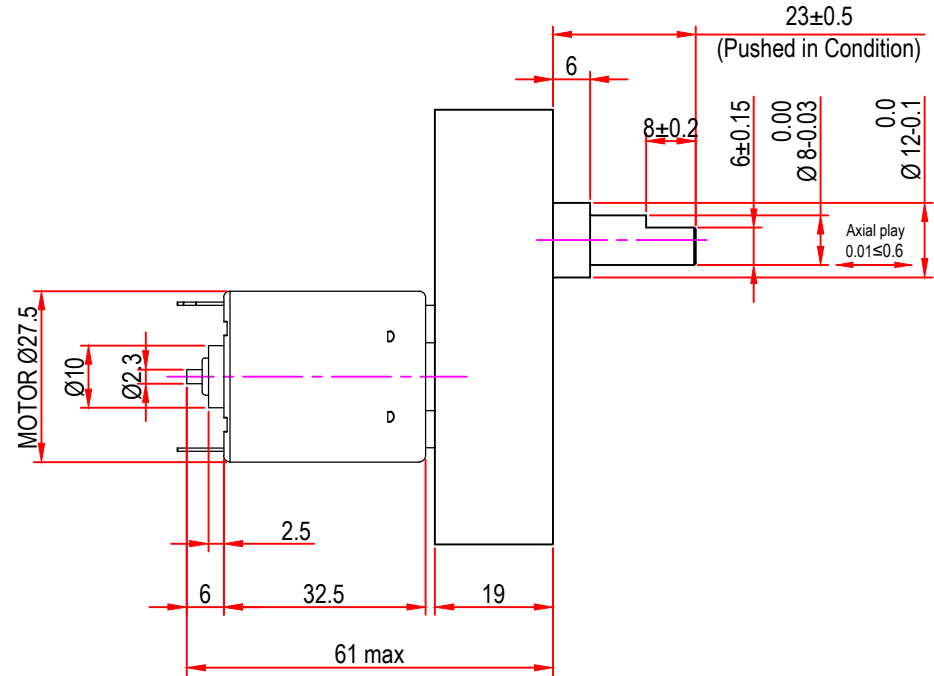 23±0.5
(Pushed in Condition)
6
8±0.2
6±0.15
0.00
Ø 8-0.03
0.0
Ø 12-0.1
Axial play
0.01≤0.6
MOTOR Ø27.5
Ø10
Ø2.3
2.5
6
32.5
19
61 max